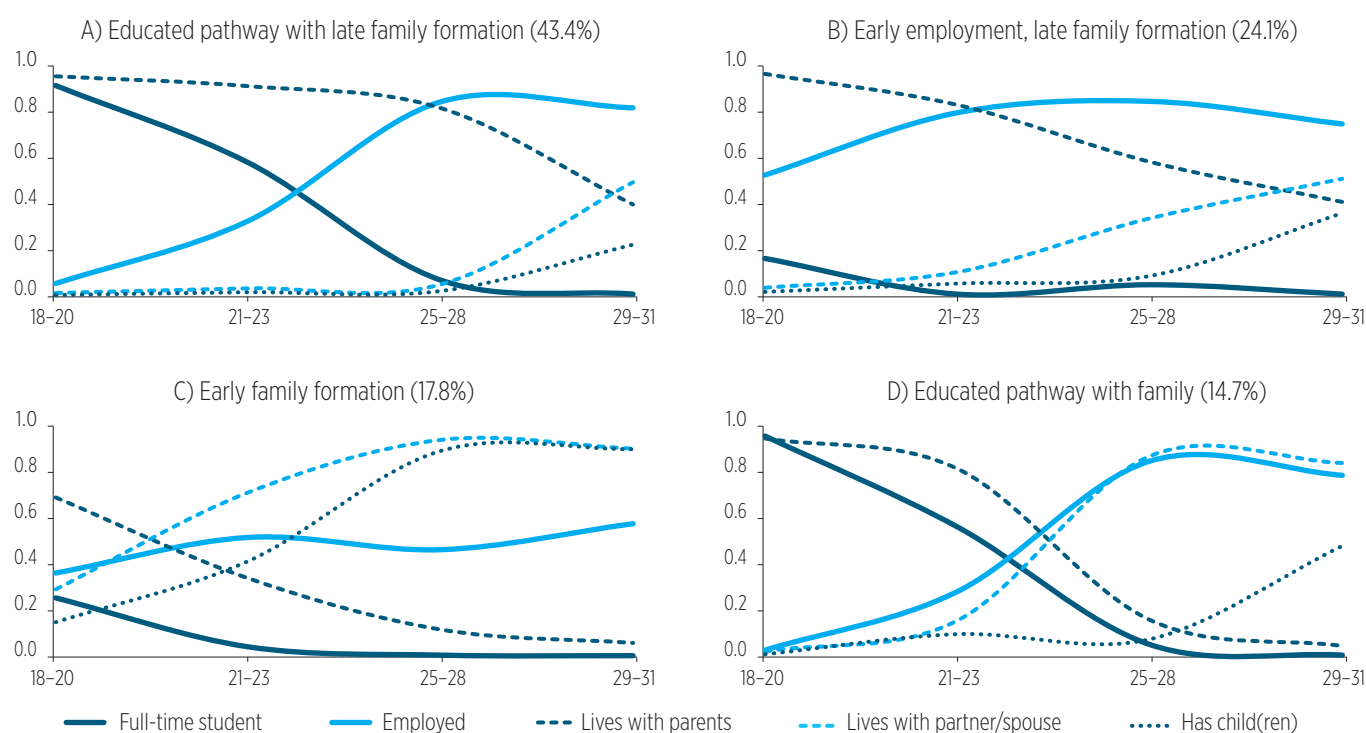 A) Educated pathway with late family formation (43.4%)
1.0
0.8
0.6
0.4
0.2
0.0
18–20 21–23 25–28 29–31
B) Early employment, late family formation (24.1%)
1.0
0.8
0.6
0.4
0.2
0.0
18–20 21–23 25–28 29–31
C) Early family formation (17.8%)
1.0
0.8
0.6
0.4
0.2
0.0
18–20 21–23 25–28 29–31
D) Educated pathway with family (14.7%)
1.0
0.8
0.6
0.4
0.2
0.0
18–20 21–23 25–28 29–31
Full-time student Employed Lives with parents Lives with partner/spouse Has child(ren)